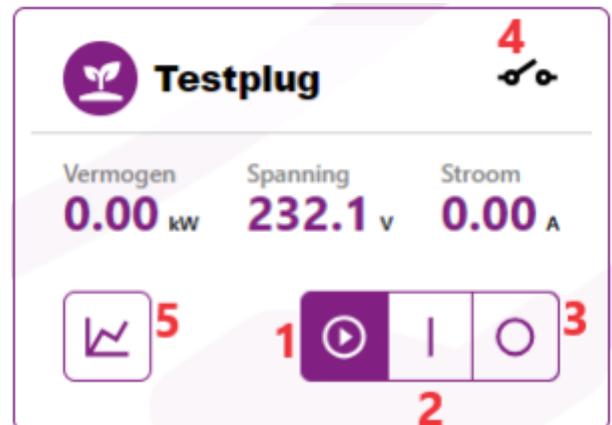 4
Testplug
Vermogen Spanning Stroom
0.00 kW 232.1 V 0.00 A
5 1 3
2